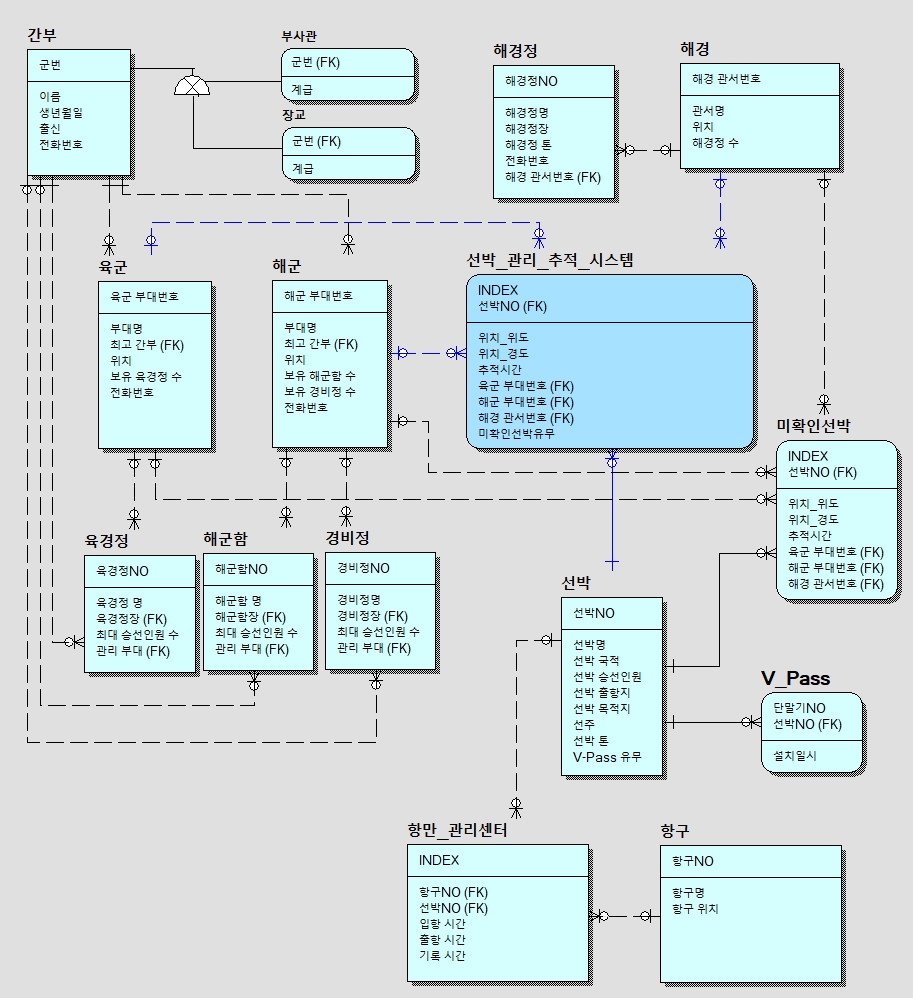 간부
군번
이름
생년월일
출신
전화번호
부사관
군번 (FK)
계급
장교
군번 (FK)
계급
해경정
해경정NO
해경정명
해경정장
해경정 톤
전화번호
해경 관서번호 (FK)
해경
해경 관서번호
관서명
위치
해경정 수
육군
육군 부대번호
부대명
최고 간부 (FK)
위치
보유 육경정 수
전화번호
해군
해군 부대번호
부대명
최고 간부 (FK)
위치
보유 해군함 수
보유 경비정 수
전화번호
선박_관리_추적_시스템
INDEX
선박NO (FK)
위치_위도
위치_경도
추적시간
육군 부대번호 (FK)
해군 부대번호 (FK)
해경 관서번호 (FK)
미확인선박유무
미확인선박
INDEX
선박NO (FK)
위치_위도
위치_경도
추적시간
육군 부대번호 (FK)
해군 부대번호 (FK)
해경 관서번호 (FK)
육경정
육경정NO
육경정 명
육경정장 (FK)
최대 승선인원 수
관리 부대 (FK)
해군함
해군함NO
해군함 명
해군함장 (FK)
최대 승선인원 수
관리 부대 (FK)
경비정
경비정NO
경비정명
경비정장 (FK)
최대 승선인원 수
관리 부대 (FK)
선박
선박NO
선박명
선박 국적
선박 승선인원
선박 출항지
선박 목적지
선주
선박 톤
V-Pass 유무
V_Pass
단말기NO
선박NO (FK)
설치일시
항만_관리센터
INDEX
항구NO (FK)
선박NO (FK)
입항 시간
출항 시간
기록 시간
항구
항구NO
항구명
항구 위치